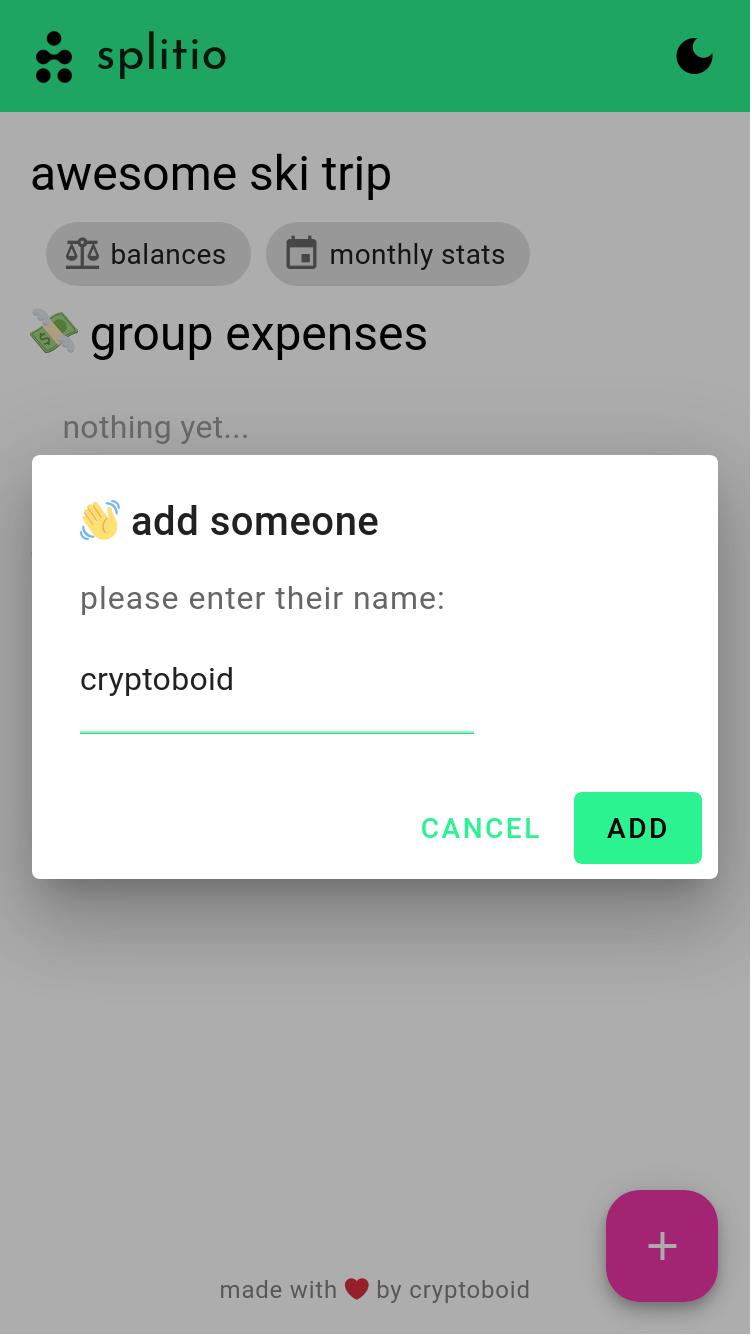 splitio
awesome ski trip
balances
monthly stats
💸 group expenses
nothing yet...
👋 add someone
please enter their name:
cryptoboid
CANCEL
ADD
+
made with ❤️ by cryptoboid